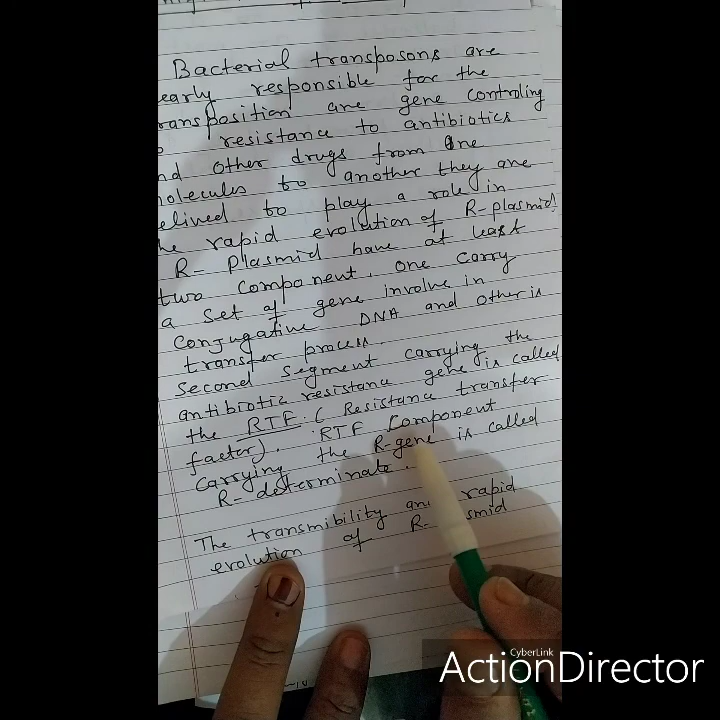 Bacterial transposons are
early responsible for the
ransposition are gene controling
resistance to antibiotics
nd other drugs from one
olecules to another they are
elived to play a role in
he rapid evolution of R-plasmid.
R- Plasmid have at least
two component. one carry
a set of gene involve in
conjugative DNA and other is
transfer process.
Second segment carrying the
antibiotic resistance gene is called
the RTF ( Resistance transfer
factor). RTF Component
carrying the R-gene is called
R- determinate.
The transmibility an rapid
evolution of R- smid
CyberLink
ActionDirector